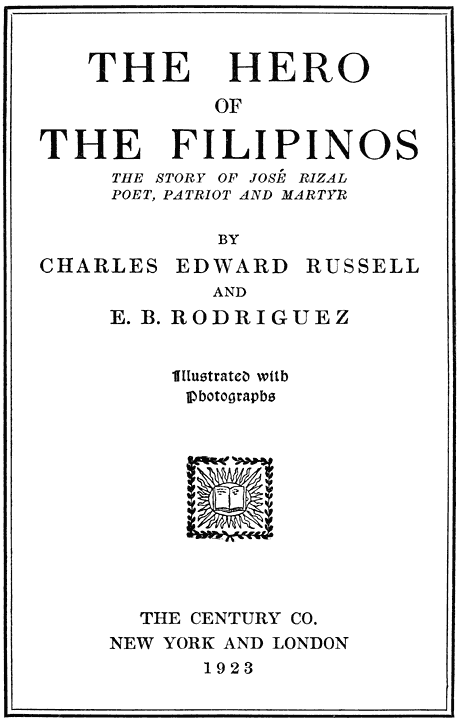 THE HERO
OF
THE FILIPINOS
THE STORY OF JOSÉ RIZAL
POET, PATRIOT AND MARTYR
BY
CHARLES EDWARD RUSSELL
AND
E. B. RODRIGUEZ
Illustrated with
Photographs
THE CENTURY CO.
NEW YORK AND LONDON
1923